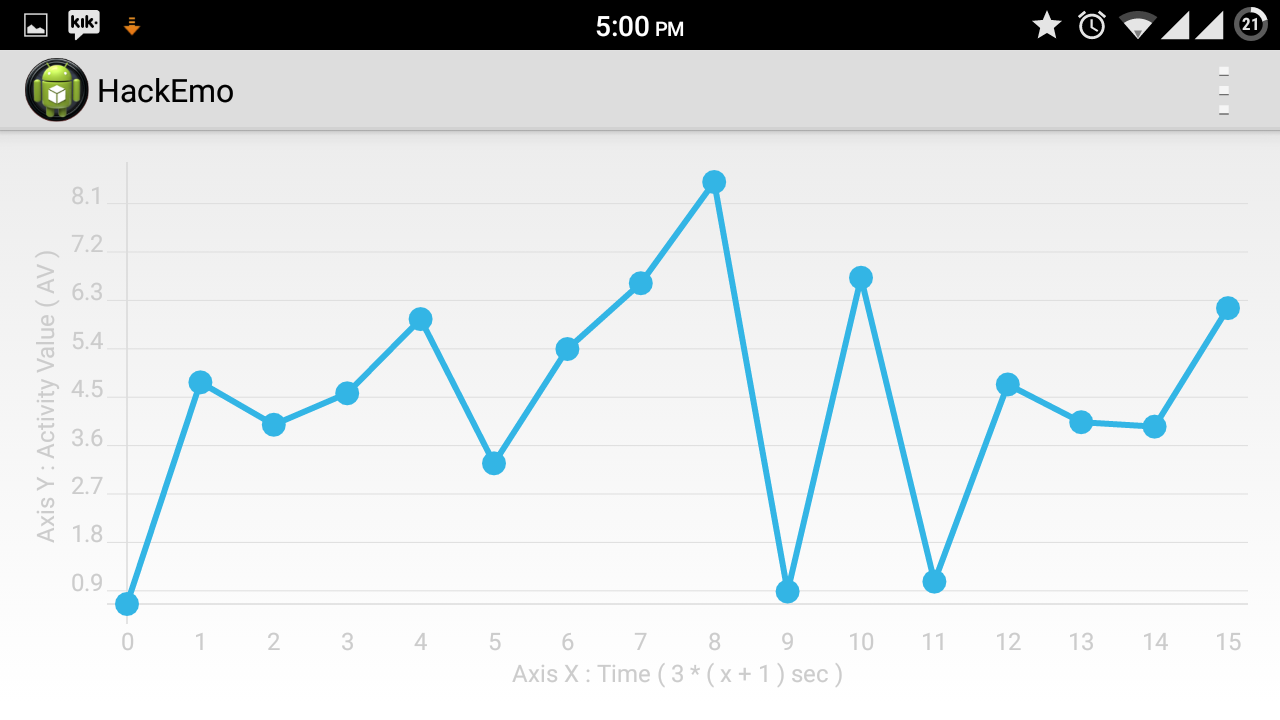 kik·
5:00 PM
21
HackEmo
8.1
7.2
6.3
5.4
4.5
3.6
2.7
1.8
0.9
Axis Y : Activity Value ( AV )
0 1 2 3 4 5 6 7 8 9 10 11 12 13 14 15
Axis X : Time ( 3 * ( x + 1 ) sec )